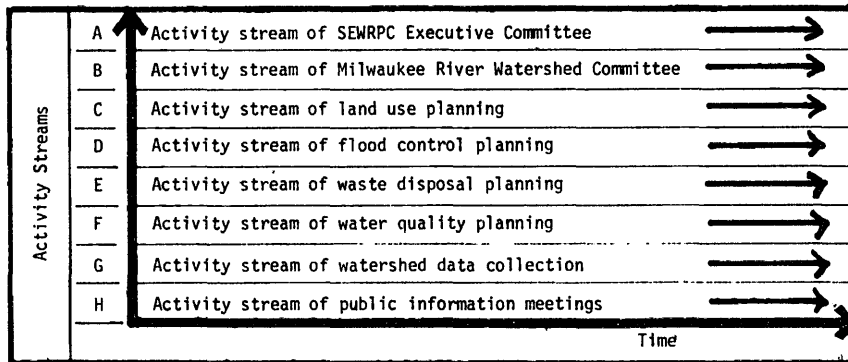 Activity Streams
A Activity stream of SEWRPC Executive Committee
B Activity stream of Milwaukee River Watershed Committee
C Activity stream of land use planning
D Activity stream of flood control planning
E Activity stream of waste disposal planning
F Activity stream of water quality planning
G Activity stream of watershed data collection
H Activity stream of public information meetings
Time